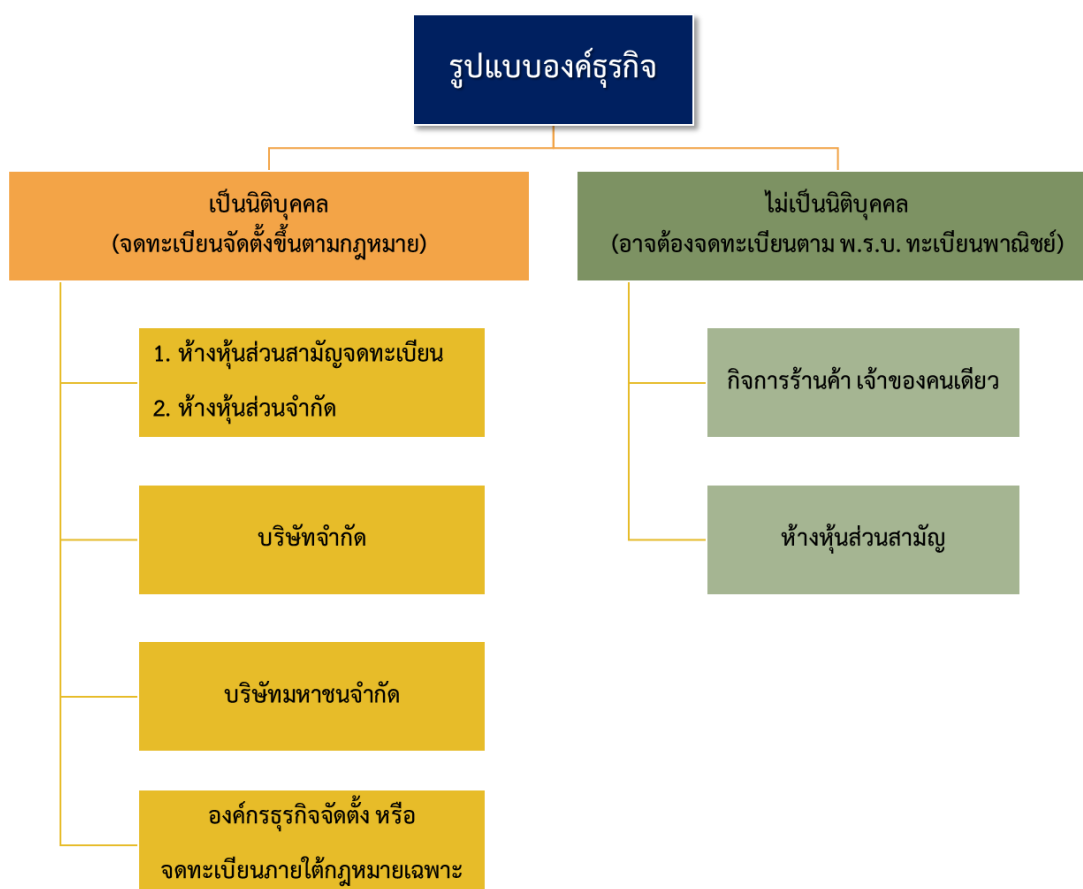 รูปแบบองค์ธุรกิจ
เป็นนิติบุคคล
(จดทะเบียนจัดตั้งขึ้นตามกฎหมาย)
1. ห้างหุ้นส่วนสามัญจดทะเบียน
2. ห้างหุ้นส่วนจำกัด
บริษัทจำกัด
บริษัทมหาชนจำกัด
องค์กรธุรกิจจัดตั้ง หรือ
จดทะเบียนภายใต้กฎหมายเฉพาะ
ไม่เป็นนิติบุคคล
(อาจต้องจดทะเบียนตาม พ.ร.บ. ทะเบียนพาณิชย์)
กิจการร้านค้า เจ้าของคนเดียว
ห้างหุ้นส่วนสามัญ